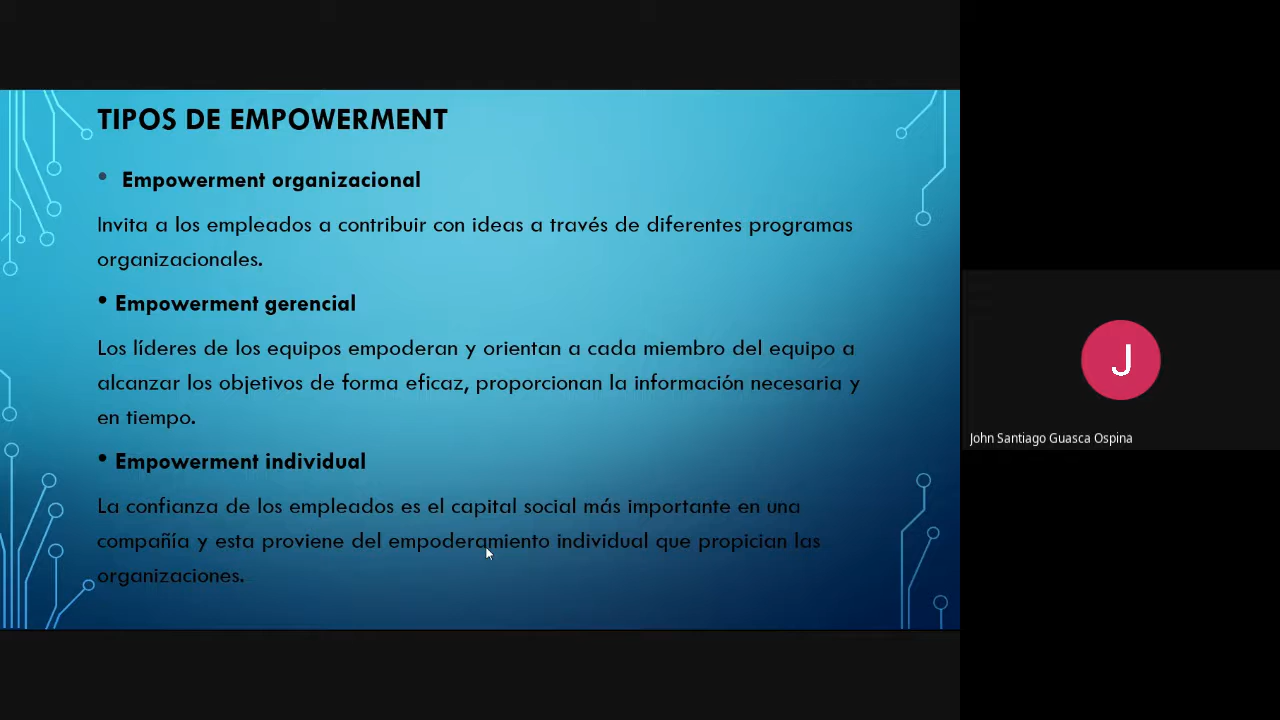 TIPOS DE EMPOWERMENT
• Empowerment organizacional
Invita a los empleados a contribuir con ideas a través de diferentes programas
organizacionales.
• Empowerment gerencial
Los líderes de los equipos empoderan y orientan a cada miembro del equipo a
alcanzar los objetivos de forma eficaz, proporcionan la información necesaria y
en tiempo.
• Empowerment individual
La confianza de los empleados es el capital social más importante en una
compañía y esta proviene del empoderamiento individual que propician las
organizaciones.
J
John Santiago Guasca Ospina